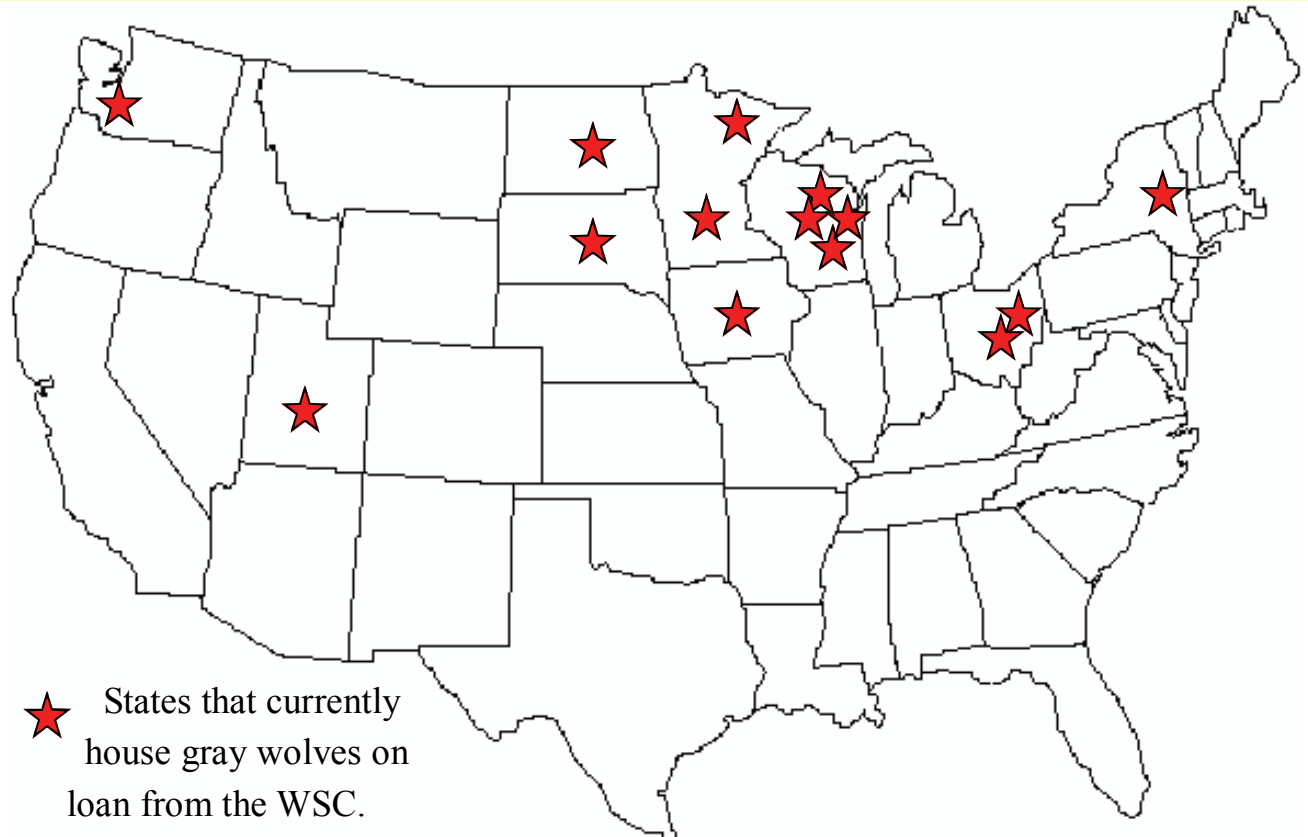 States that currently
house gray wolves on
loan from the WSC.